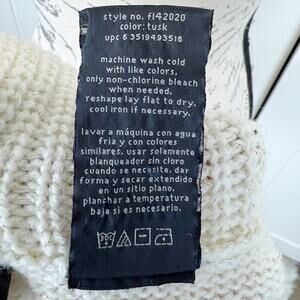 style no. f142020
color: tusk
upc 6 3519493516
machine wash cold
with like colors,
only non-chlorine bleach
when needed,
reshape lay flat to dry,
cool iron if necessary.
lavar a máquina con agua
fria y con colores
similares. usar solamente
blanqueador sin cloro
cuando se necesite. dar
forma y secar extendido
en un sitio plano.
planchar a temperatura
baja si es necesario.